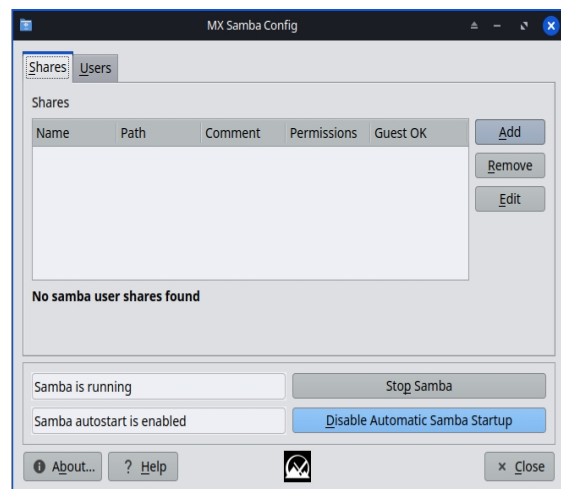 MX Samba Config
Shares Users
Shares
Name Path Comment Permissions Guest OK
Add
Remove
Edit
No samba user shares found
Samba is running
Stop Samba
Samba autostart is enabled
Disable Automatic Samba Startup
About... ? Help
Close